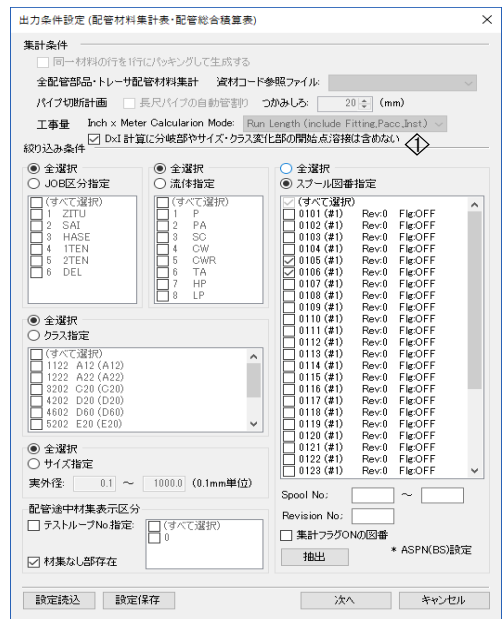 出力条件設定 (配管材料集計表・配管総合積算表)
集計条件
同一材料の行を1行にパッキングして生成する
全配管部品・トレーサ配管材料集計 資材コード参照ファイル:
パイプ切断計画 長尺パイプの自動管割り つかみしろ: 20 (mm)
工事量 Inch x Meter Calcularion Mode: Run Length (include Fitting,Pacc,Inst.)
DxI 計算に分岐部やサイズ・クラス変化部の開始点溶接は含めない 1
絞り込み条件
全選択
JOB区分指定
(すべて選択)
1 ZITU
2 SAI
3 HASE
4 1TEN
5 2TEN
6 DEL
全選択
流体指定
(すべて選択)
1 P
2 PA
3 SC
4 CW
5 CWR
6 TA
7 HP
8 LP
全選択
クラス指定
(すべて選択)
1122 A12 (A12)
1222 A22 (A22)
3202 C20 (C20)
4202 D20 (D20)
4602 D60 (D60)
5202 E20 (E20)
全選択
サイズ指定
実外径: 0.1 ～ 1000.0 (0.1mm単位)
配管途中材集表示区分
テストループNo.指定:
(すべて選択)
0
材集なし部存在
全選択
スプール図番指定
(すべて選択)
0101 (#1) Rev:0 Flg:OFF
0102 (#1) Rev:0 Flg:OFF
0103 (#1) Rev:0 Flg:OFF
0104 (#1) Rev:0 Flg:OFF
0105 (#1) Rev:0 Flg:OFF
0106 (#1) Rev:0 Flg:OFF
0107 (#1) Rev:0 Flg:OFF
0108 (#1) Rev:0 Flg:OFF
0109 (#1) Rev:0 Flg:OFF
0110 (#1) Rev:0 Flg:OFF
0111 (#1) Rev:0 Flg:OFF
0112 (#1) Rev:0 Flg:OFF
0113 (#1) Rev:0 Flg:OFF
0114 (#1) Rev:0 Flg:OFF
0115 (#1) Rev:0 Flg:OFF
0116 (#1) Rev:0 Flg:OFF
0117 (#1) Rev:0 Flg:OFF
0118 (#1) Rev:0 Flg:OFF
0119 (#1) Rev:0 Flg:OFF
0120 (#1) Rev:0 Flg:OFF
0121 (#1) Rev:0 Flg:OFF
0122 (#1) Rev:0 Flg:OFF
0123 (#1) Rev:0 Flg:OFF
Spool No.: ～
Revision No.:
集計フラグONの図番
抽出 * ASPN(BS)設定
設定読込 設定保存 次へ キャンセル